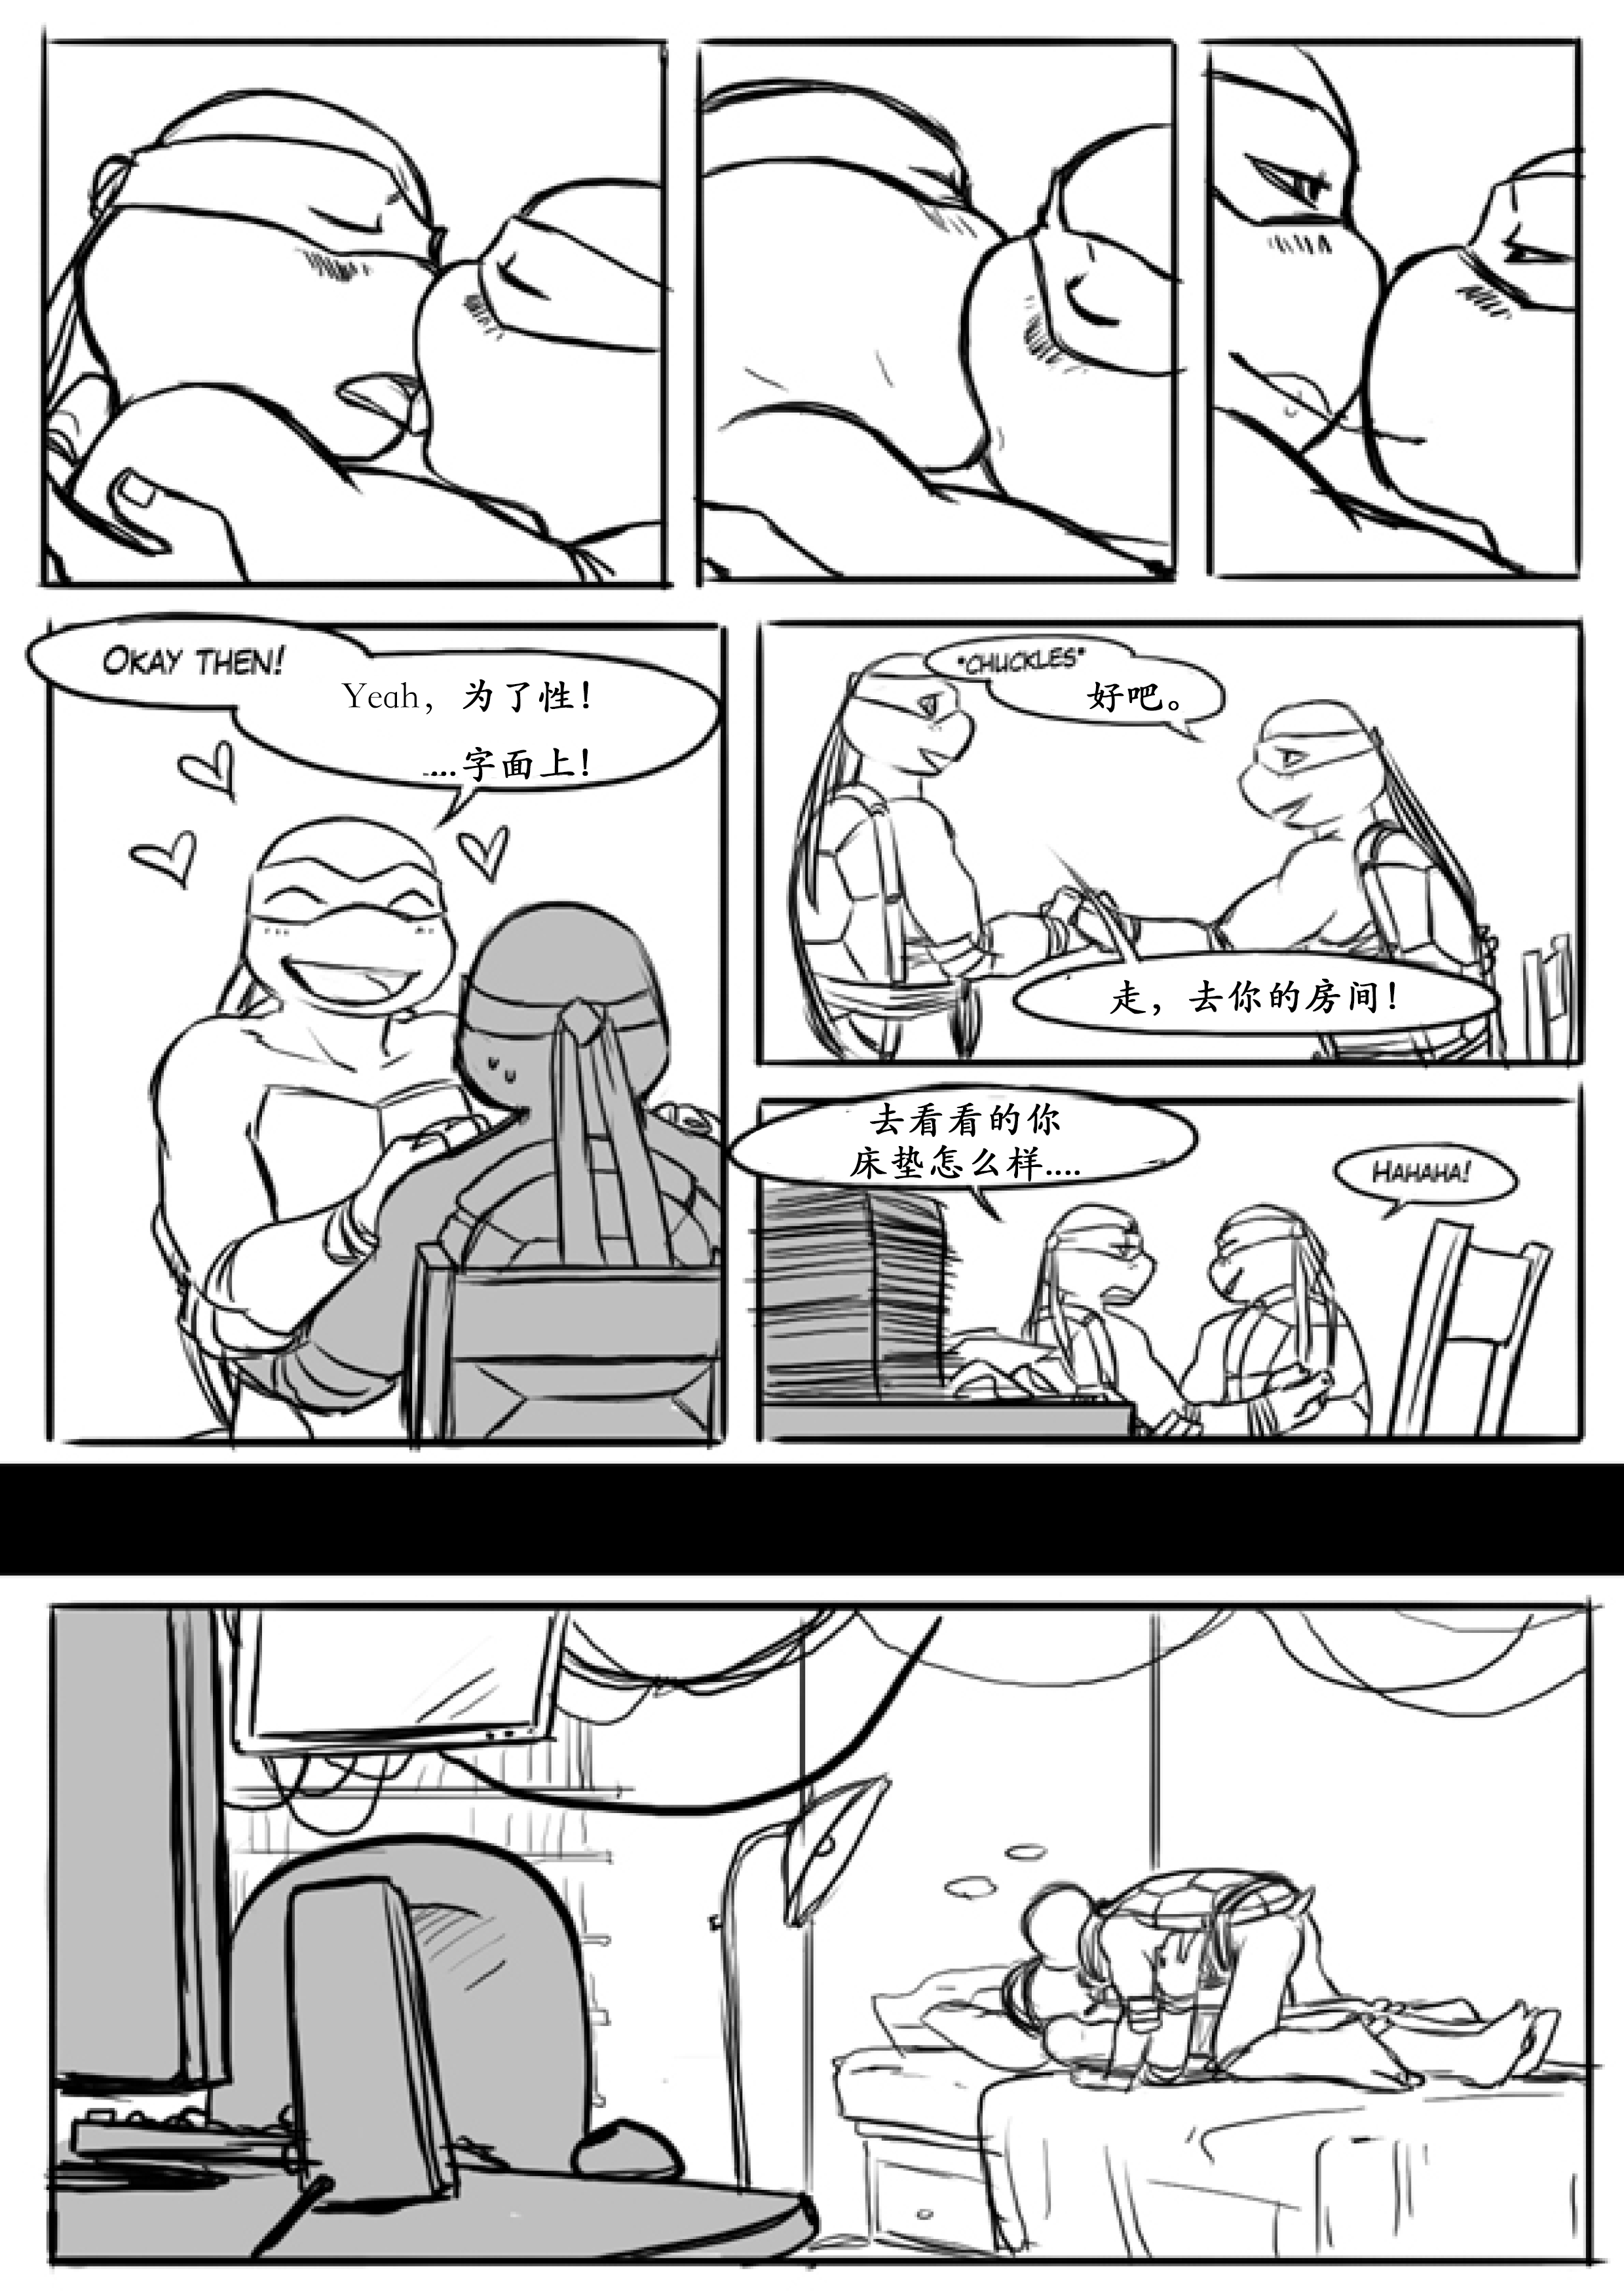 OKAY THEN!
Yeah，为了性！
....字面上！
*CHUCKLES*
好吧。
走，去你的房间！
去看看的你
床垫怎么样....
HAHAHA!